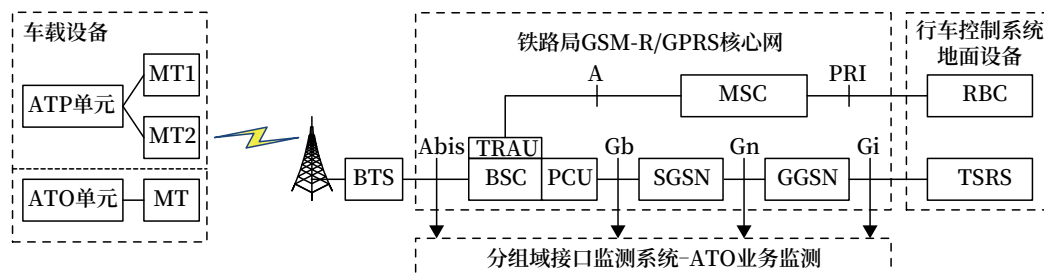 车载设备
ATP单元
MT1
MT2
ATO单元
MT
BTS
铁路局GSM-R/GPRS核心网
A
MSC
PRI
Abis
TRAU
BSC
PCU
Gb
SGSN
Gn
GGSN
Gi
行车控制系统
地面设备
RBC
TSRS
分组域接口监测系统–ATO业务监测